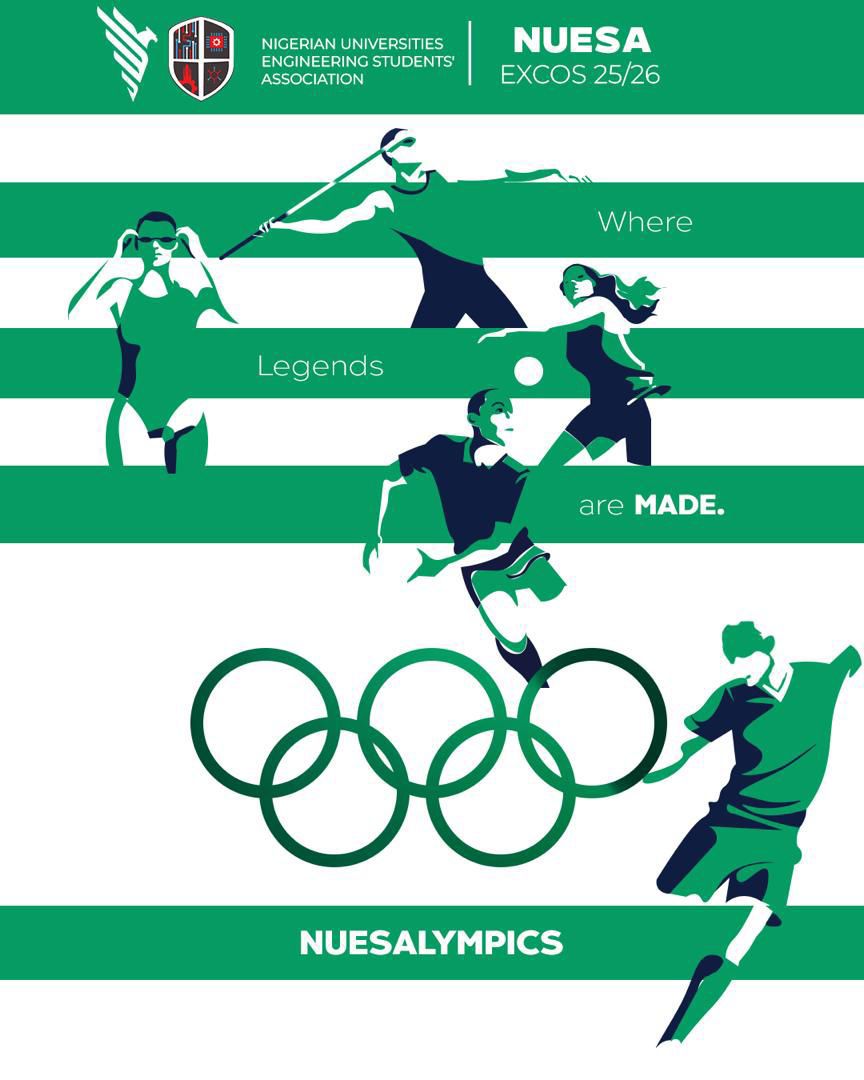 NIGERIAN UNIVERSITIES
ENGINEERING STUDENTS'
ASSOCIATION
NUESA
EXCOS 25/26
Where
Legends
are MADE.
NUESALYMPICS